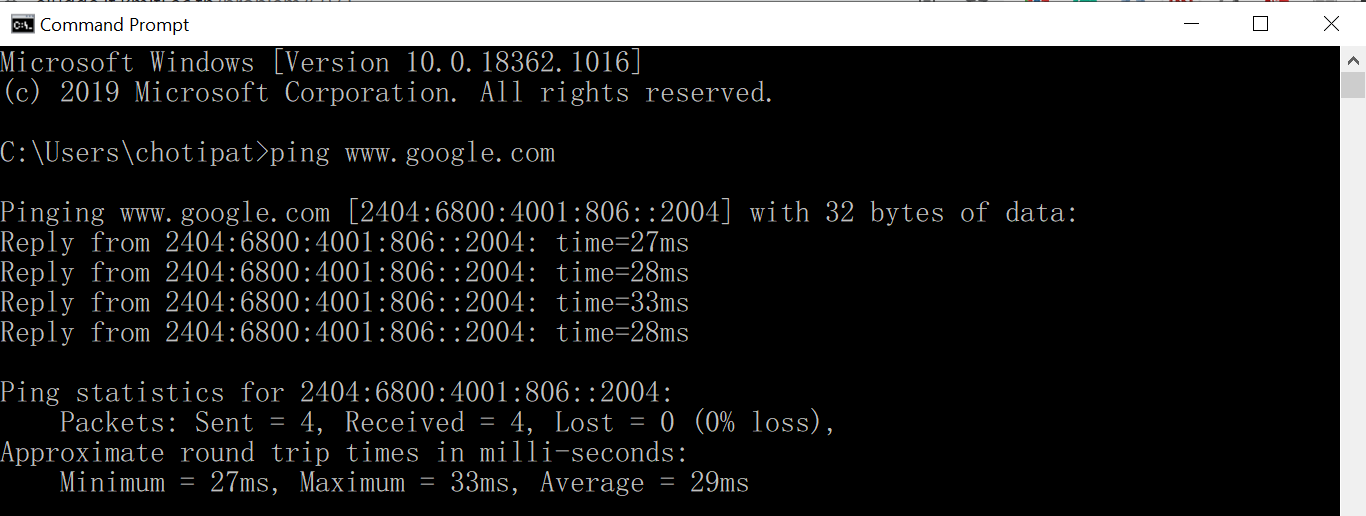 Command Prompt
Microsoft Windows [Version 10.0.18362.1016]
(c) 2019 Microsoft Corporation. All rights reserved.
C:\Users\chotipat>ping www.google.com
Pinging www.google.com [2404:6800:4001:806::2004] with 32 bytes of data:
Reply from 2404:6800:4001:806::2004: time=27ms
Reply from 2404:6800:4001:806::2004: time=28ms
Reply from 2404:6800:4001:806::2004: time=33ms
Reply from 2404:6800:4001:806::2004: time=28ms
Ping statistics for 2404:6800:4001:806::2004:
Packets: Sent = 4, Received = 4, Lost = 0 (0% loss),
Approximate round trip times in milli-seconds:
Minimum = 27ms, Maximum = 33ms, Average = 29ms